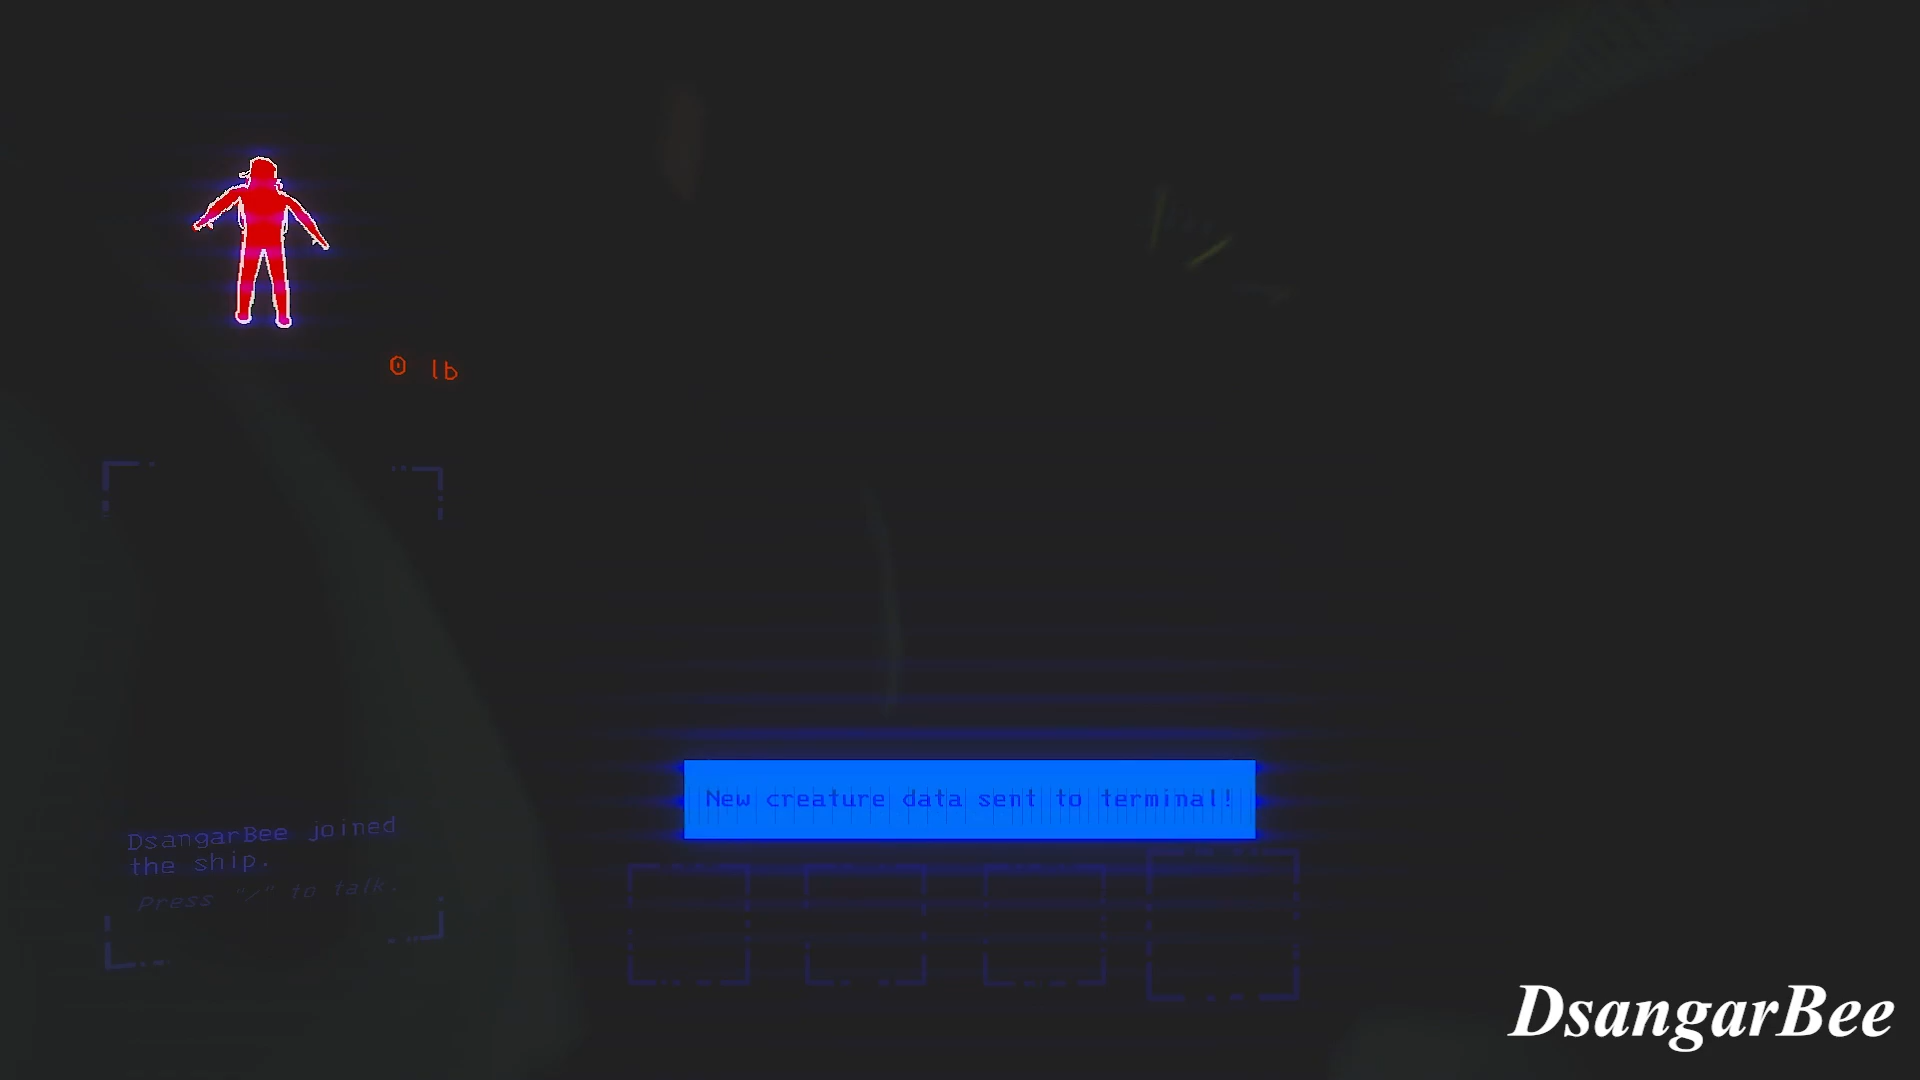 0 lb
New creature data sent to terminal!
DsangarBee joined
the ship.
Press "/" to talk.
DsangarBee